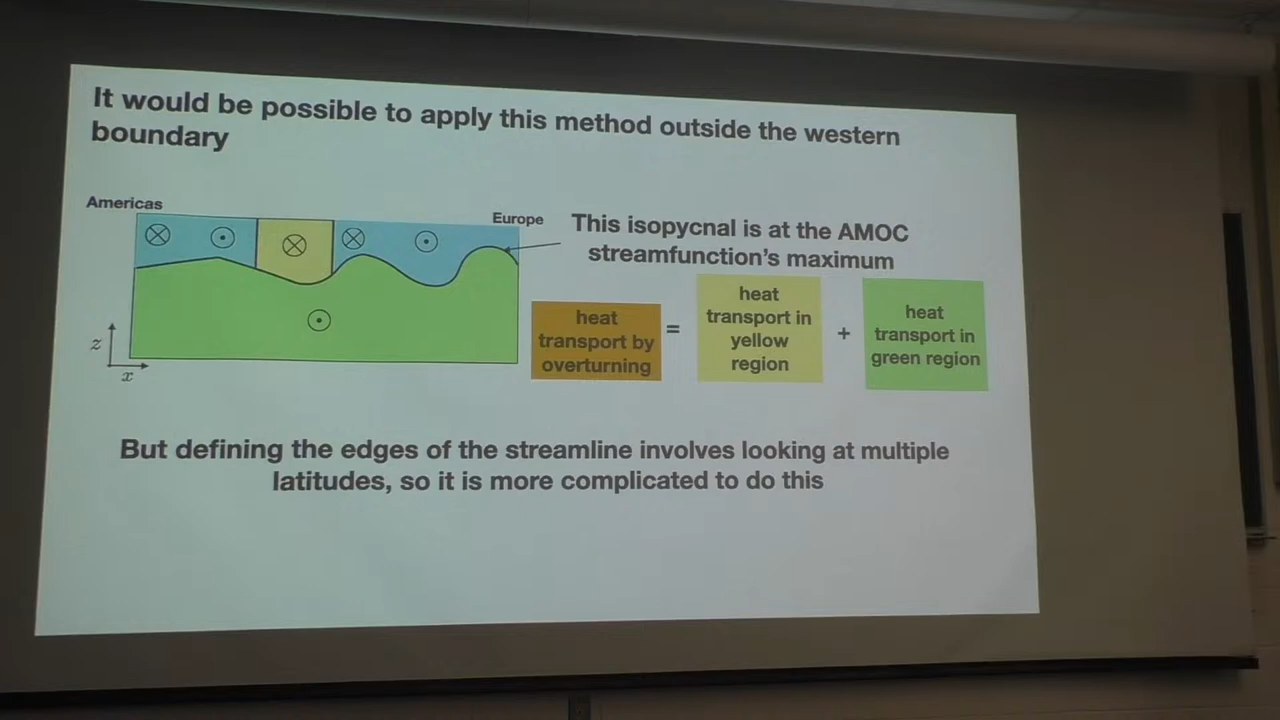 It would be possible to apply this method outside the western
boundary
Americas
Europe
This isopycnal is at the AMOC
streamfunction's maximum
z
x
heat
transport by
overturning
=
heat
transport in
yellow
region
+
heat
transport in
green region
But defining the edges of the streamline involves looking at multiple
latitudes, so it is more complicated to do this